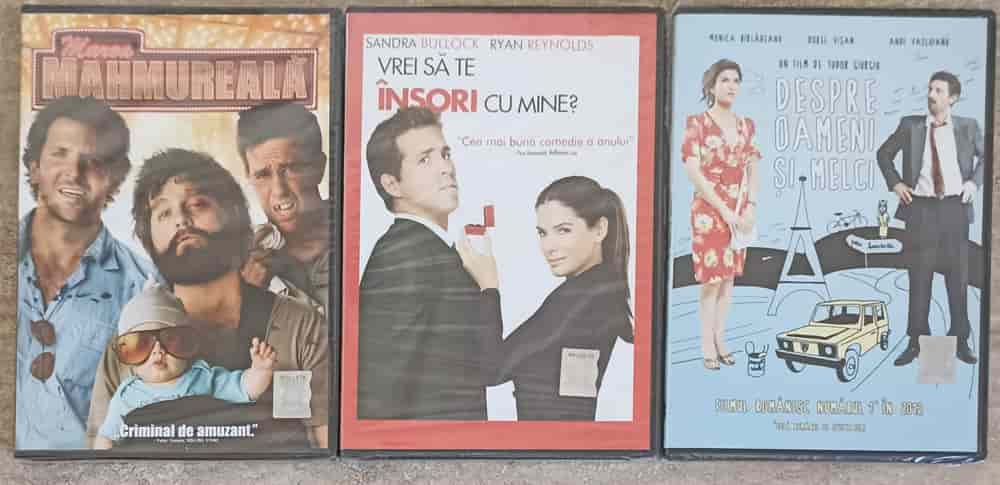 Marea
MAHMUREALĂ
„Criminal de amuzant.”
SANDRA BULLOCK RYAN REYNOLDS
VREI SĂ TE
ÎNSORI CU MINE?
"Cea mai bună comedie a anului"
MONICA BÎRLĂDEANU DOREL VIȘAN ANDI VASLUIANU
UN FILM DE TUDOR GIURGIU
DESPRE
OAMENI
ȘI MELCI
FILMUL ROMÂNESC NUMĂRUL 1* ÎN 2012